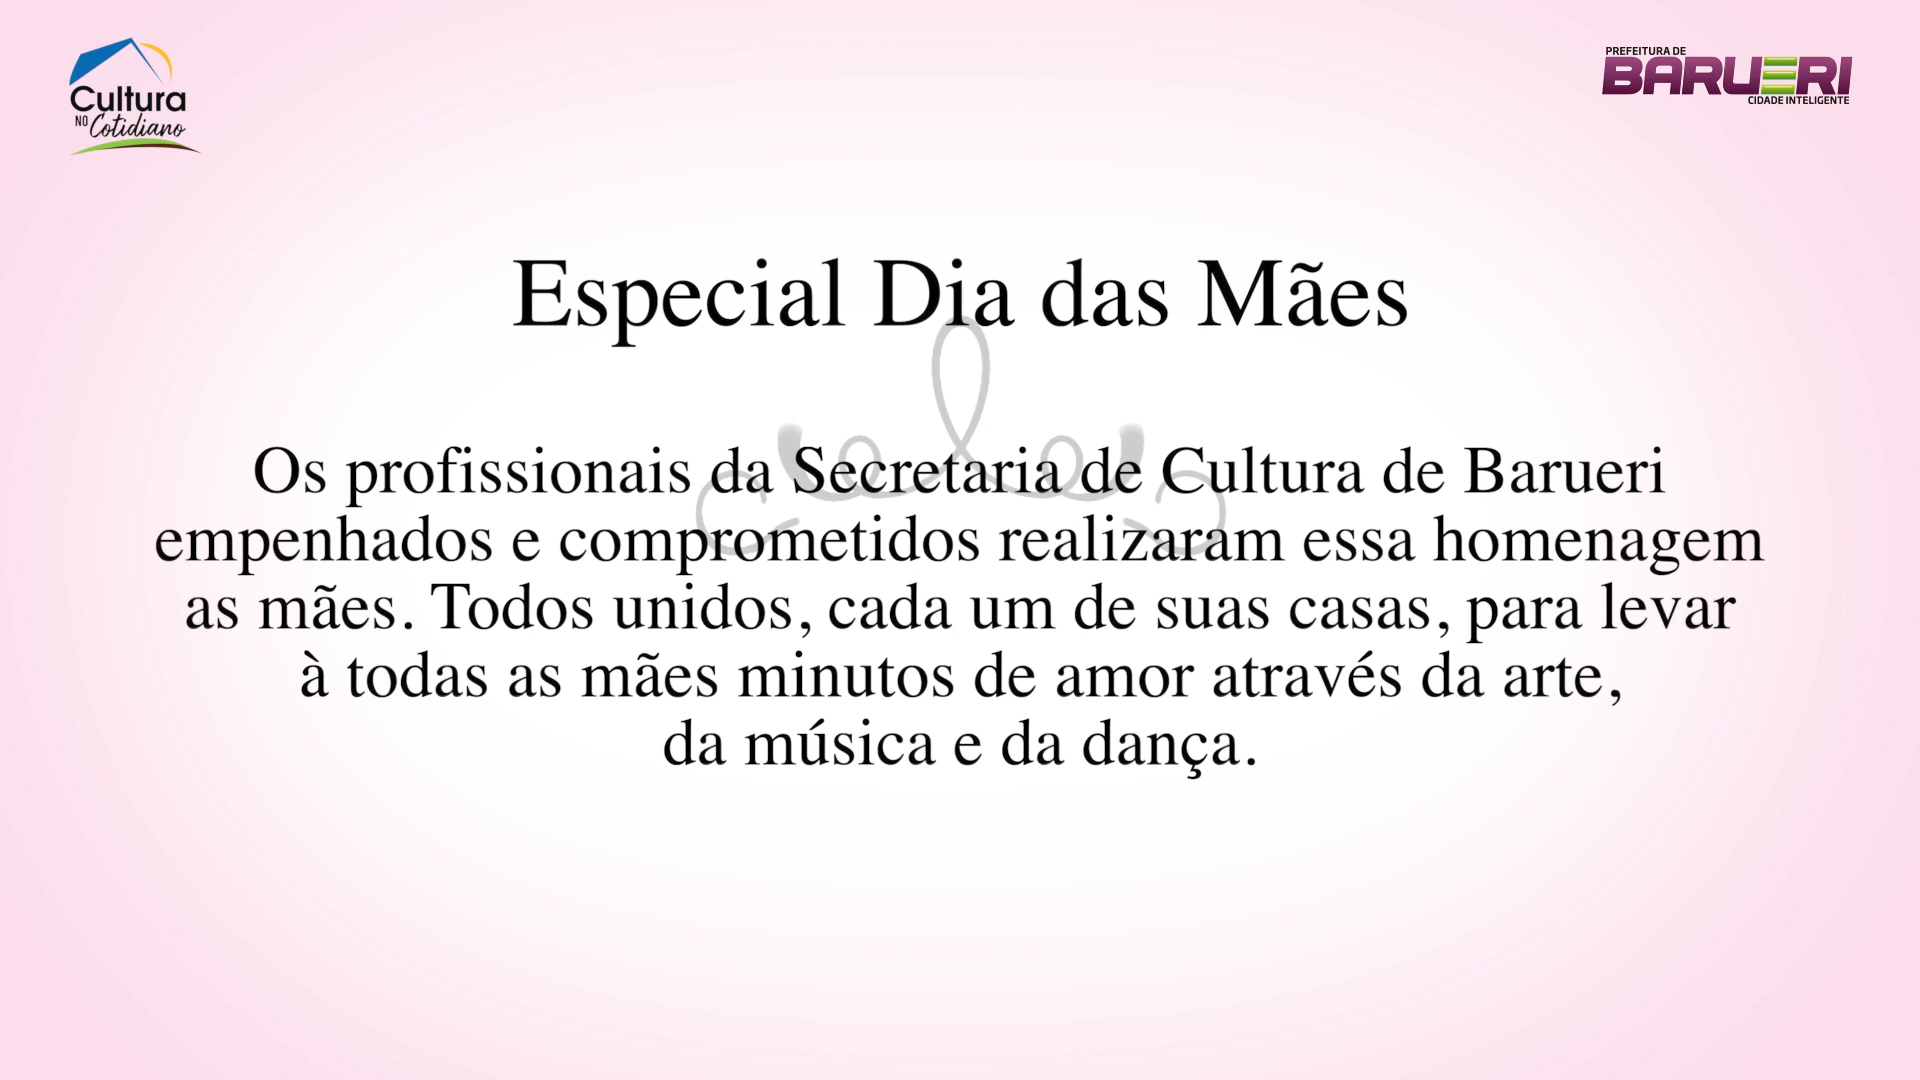 Cultura
NO Cotidiano
PREFEITURA DE
BARUERI
CIDADE INTELIGENTE
Especial Dia das Mães
Os profissionais da Secretaria de Cultura de Barueri
empenhados e comprometidos realizaram essa homenagem
as mães. Todos unidos, cada um de suas casas, para levar
à todas as mães minutos de amor através da arte,
da música e da dança.